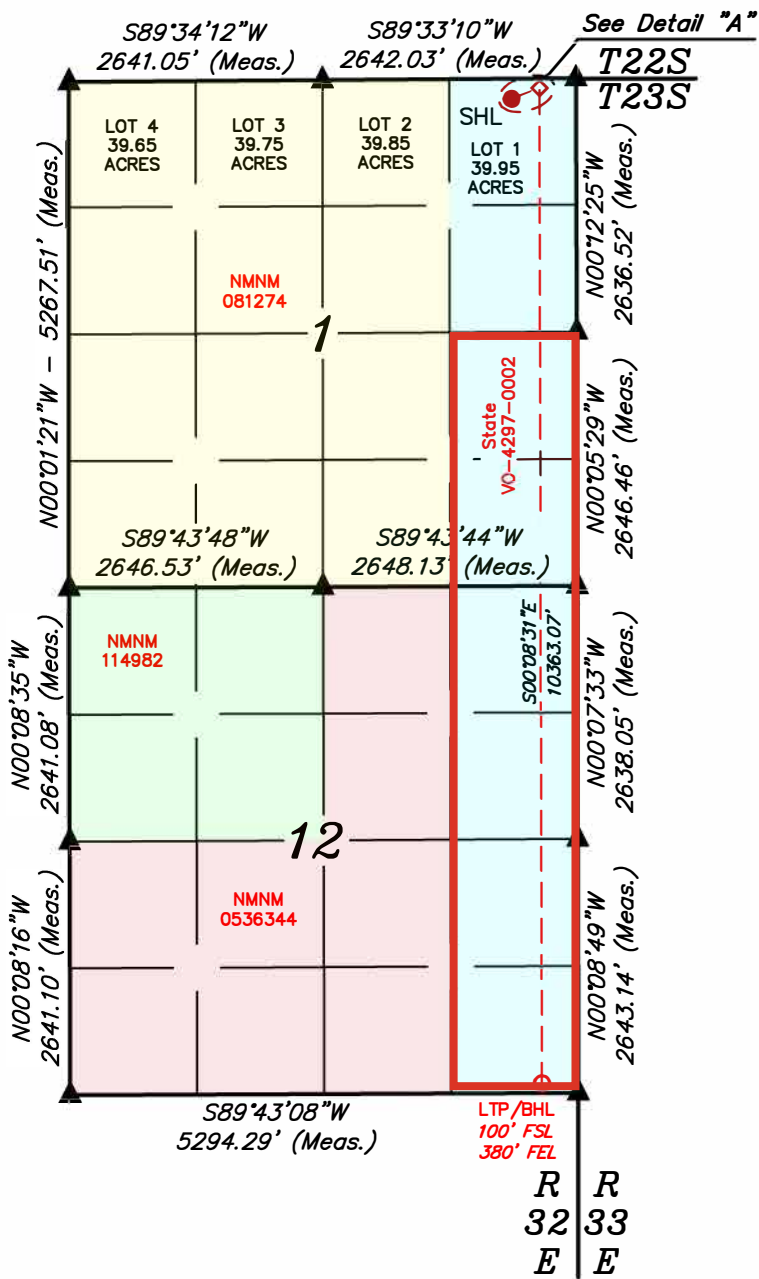 S89°34'12"W
2641.05' (Meas.)
S89°33'10"W
2642.03' (Meas.)
See Detail "A"
T22S
T23S
LOT 4
39.65
ACRES
LOT 3
39.75
ACRES
LOT 2
39.85
ACRES
SHL
LOT 1
39.95
ACRES
N00°01'21"W - 5267.51' (Meas.)
N00°12'25"W
2636.52' (Meas.)
NMNM
081274
1
State
VO-4297-0002
N00°05'29"W
2646.46' (Meas.)
S89°43'48"W
2646.53' (Meas.)
S89°43'44"W
2648.13' (Meas.)
N00°08'35"W
2641.08' (Meas.)
NMNM
114982
S00°08'31"E
10363.07'
N00°07'33"W
2638.05' (Meas.)
12
N00°08'16"W
2641.10' (Meas.)
NMNM
0536344
N00°08'49"W
2643.14' (Meas.)
S89°43'08"W
5294.29' (Meas.)
LTP/BHL
100' FSL
380' FEL
R R
32 33
E E